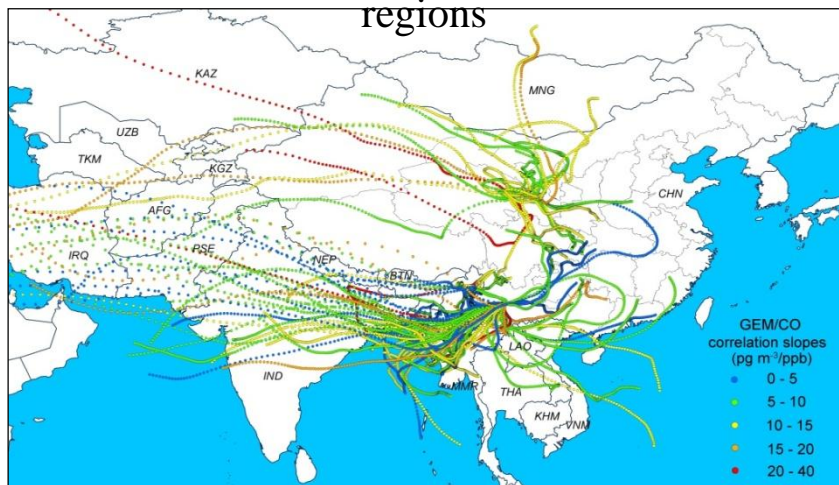 regions
KAZ
MNG
UZB
TKM
KGZ
CHN
AFG
PSE
IRQ
NEP
BTN
LAO
IND
MMR
THA
KHM
VNM
GEM/CO
correlation slopes
(pg m⁻³/ppb)
0 - 5
5 - 10
10 - 15
15 - 20
20 - 40